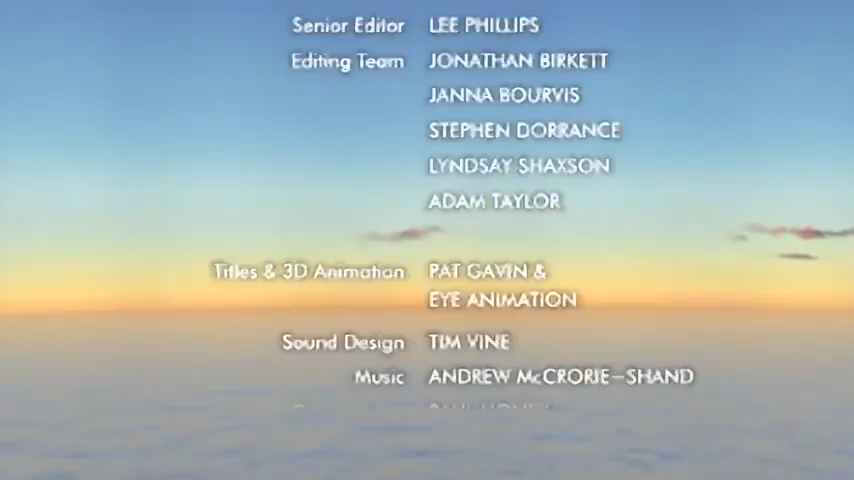 Senior Editor LEE PHILLIPS
Editing Team JONATHAN BIRKETT
JANNA BOURVIS
STEPHEN DORRANCE
LYNDSAY SHAXSON
ADAM TAYLOR
Titles & 3D Animation PAT GAVIN &
EYE ANIMATION
Sound Design TIM VINE
Music ANDREW McCRORIE-SHAND